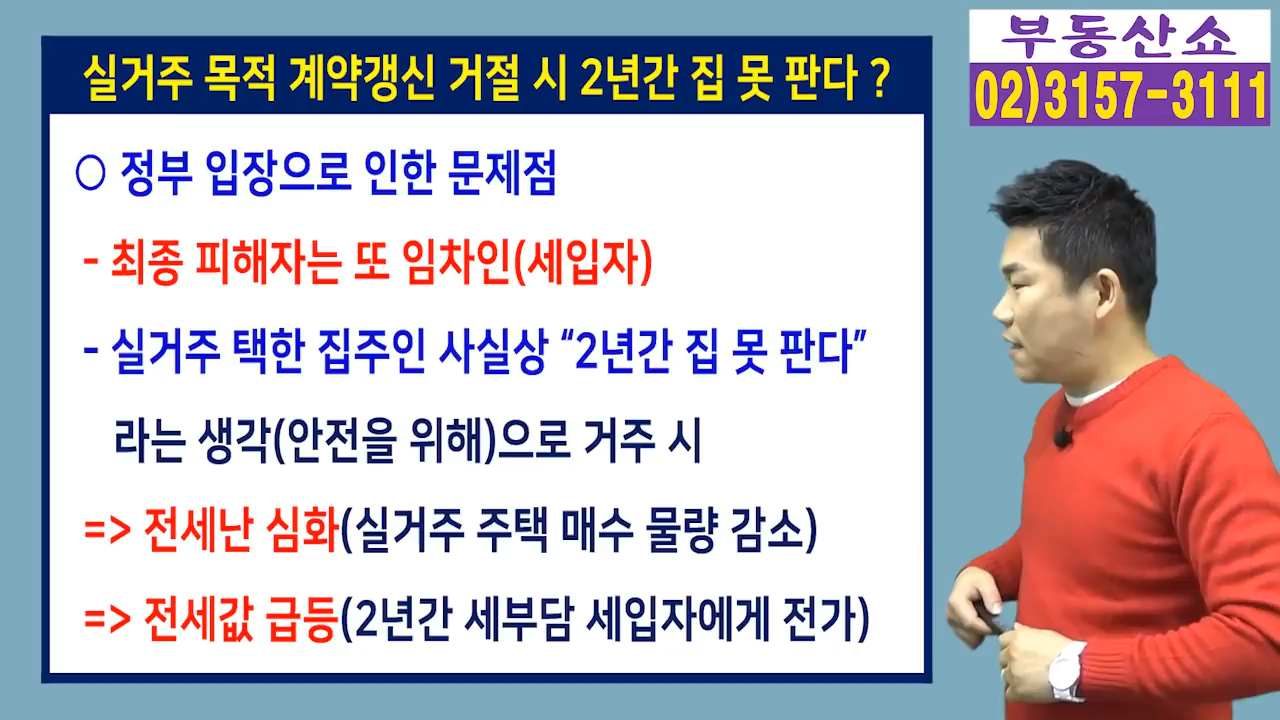 실거주 목적 계약갱신 거절 시 2년간 집 못 판다 ?
○ 정부 입장으로 인한 문제점
- 최종 피해자는 또 임차인(세입자)
- 실거주 택한 집주인 사실상 “2년간 집 못 판다”
라는 생각(안전을 위해)으로 거주 시
=> 전세난 심화(실거주 주택 매수 물량 감소)
=> 전세값 급등(2년간 세부담 세입자에게 전가)
부동산쇼
02)3157-3111